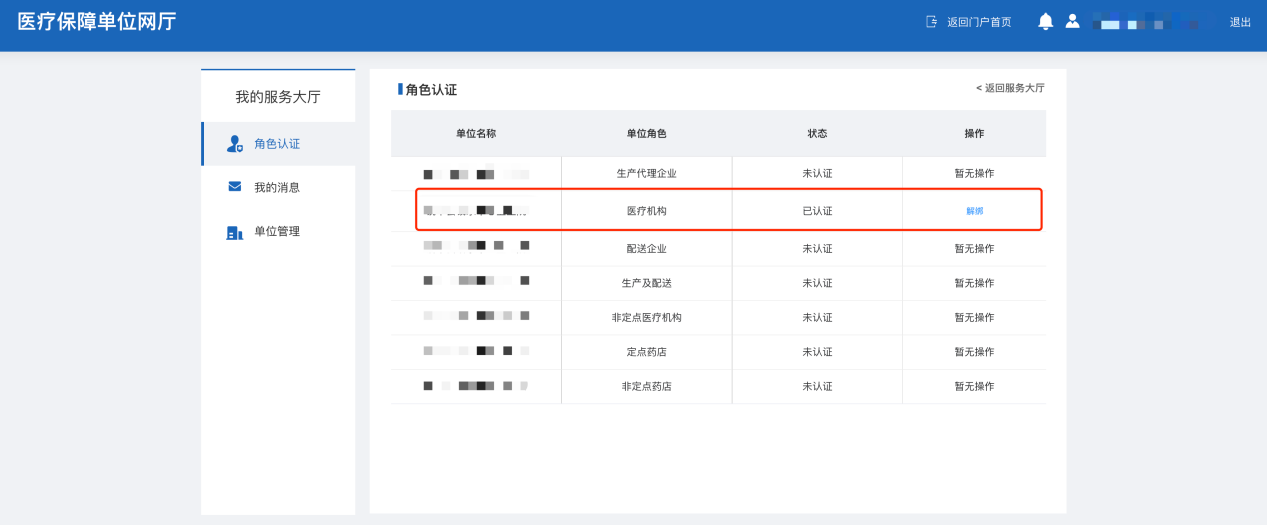 医疗保障单位网厅
返回门户首页
退出
我的服务大厅
角色认证
我的消息
单位管理
角色认证
< 返回服务大厅
单位名称 单位角色 状态 操作
生产代理企业 未认证 暂无操作
医疗机构 已认证 解绑
配送企业 未认证 暂无操作
生产及配送 未认证 暂无操作
非定点医疗机构 未认证 暂无操作
定点药店 未认证 暂无操作
非定点药店 未认证 暂无操作